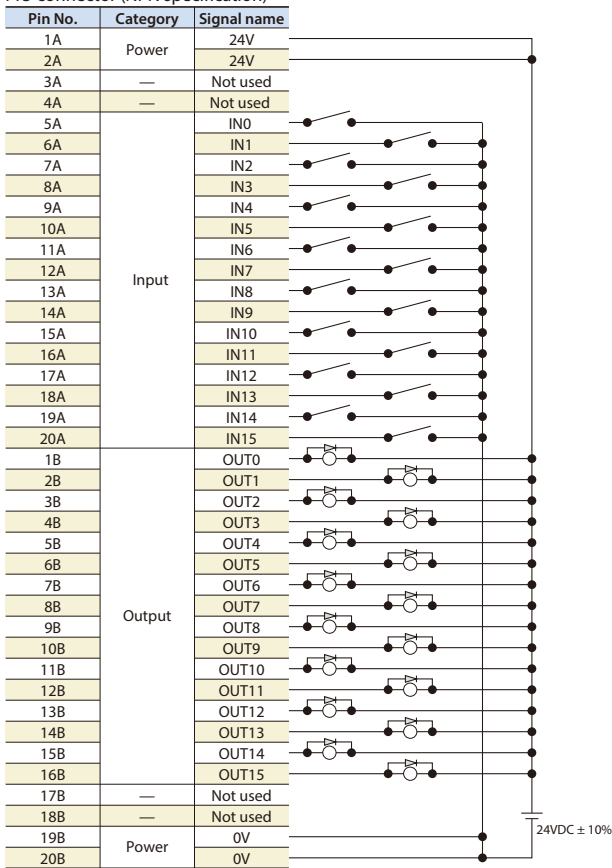 Pin No. Category Signal name
1A Power 24V
2A 24V
3A — Not used
4A — Not used
5A Input IN0
6A IN1
7A IN2
8A IN3
9A IN4
10A IN5
11A IN6
12A IN7
13A IN8
14A IN9
15A IN10
16A IN11
17A IN12
18A IN13
19A IN14
20A IN15
1B Output OUT0
2B OUT1
3B OUT2
4B OUT3
5B OUT4
6B OUT5
7B OUT6
8B OUT7
9B OUT8
10B OUT9
11B OUT10
12B OUT11
13B OUT12
14B OUT13
15B OUT14
16B OUT15
17B — Not used
18B — Not used
19B Power 0V
20B 0V
24VDC ± 10%